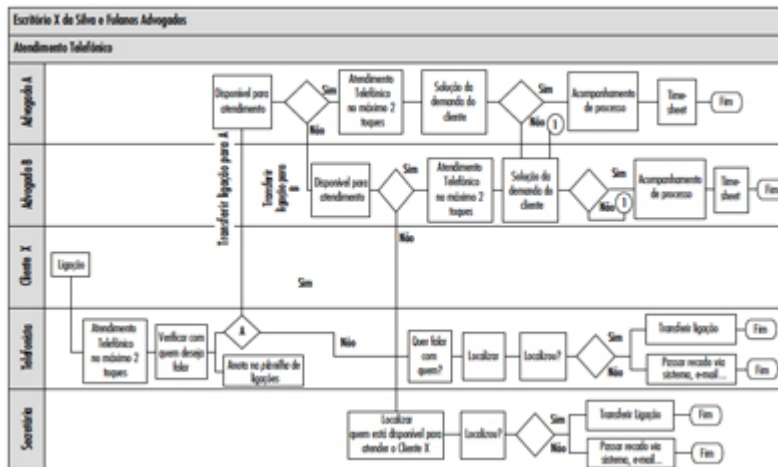 Escritório X da Silva e Fulanos Advogados
Atendimento Telefônico
Advogado A
Disponível para
atendimento
Sim
Não
Atendimento
Telefônico
no máximo 2
toques
Solução da
demanda do
cliente
Sim
Não
1
Acompanhamento
de processo
Time-
sheet
Fim
Transferir ligação para A
Advogado B
Transferir
ligação para
Disponível para
atendimento
Sim
Não
Atendimento
Telefônico
no máximo 2
toques
Solução da
demanda do
cliente
Sim
Não
1
Acompanhamento
de processo
Time-
sheet
Fim
Cliente X
Ligação
Sim
Telefonista
Atendimento
Telefônico
no máximo 2
toques
Verificar com
quem deseja
falar
A
Anota na planilha de
ligações
Não
Quer falar
com
quem?
Localizar
Localizou?
Sim
Não
Transferir ligação
Fim
Passar recado via
sistema, e-mail...
Fim
Secretária
Localizar
quem está disponível para
atender o Cliente X
Localizou?
Sim
Não
Transferir Ligação
Fim
Passar recado via
sistema, e-mail...
Fim